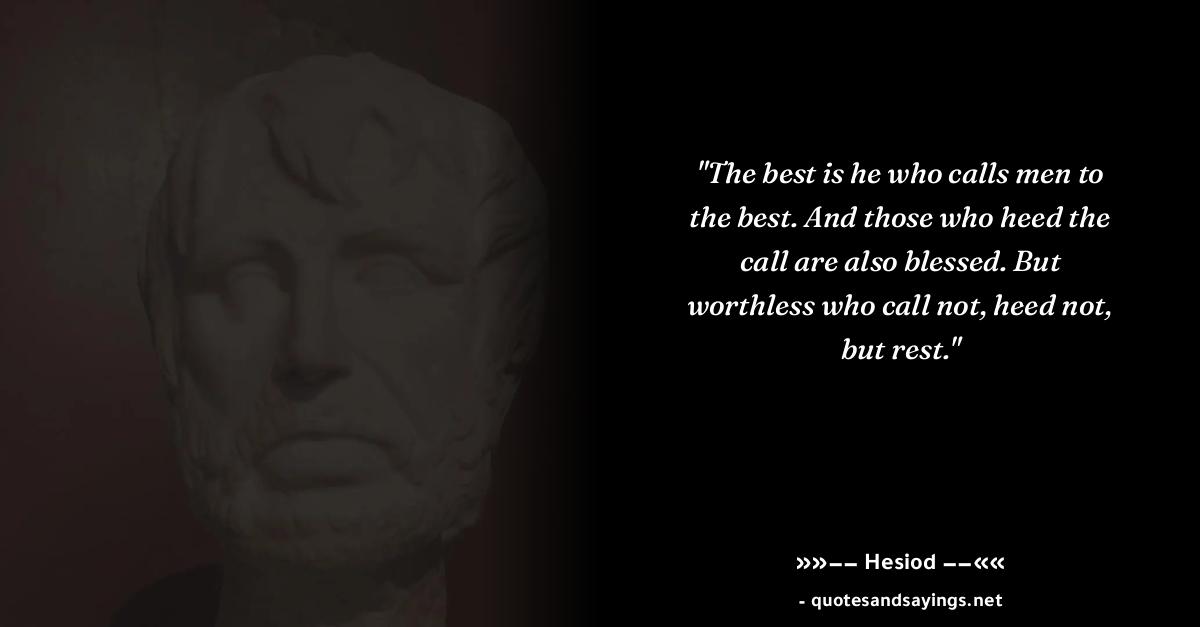 "The best is he who calls men to
the best. And those who heed the
call are also blessed. But
worthless who call not, heed not,
but rest."
»»−− Hesiod −−««
- quotesandsayings.net